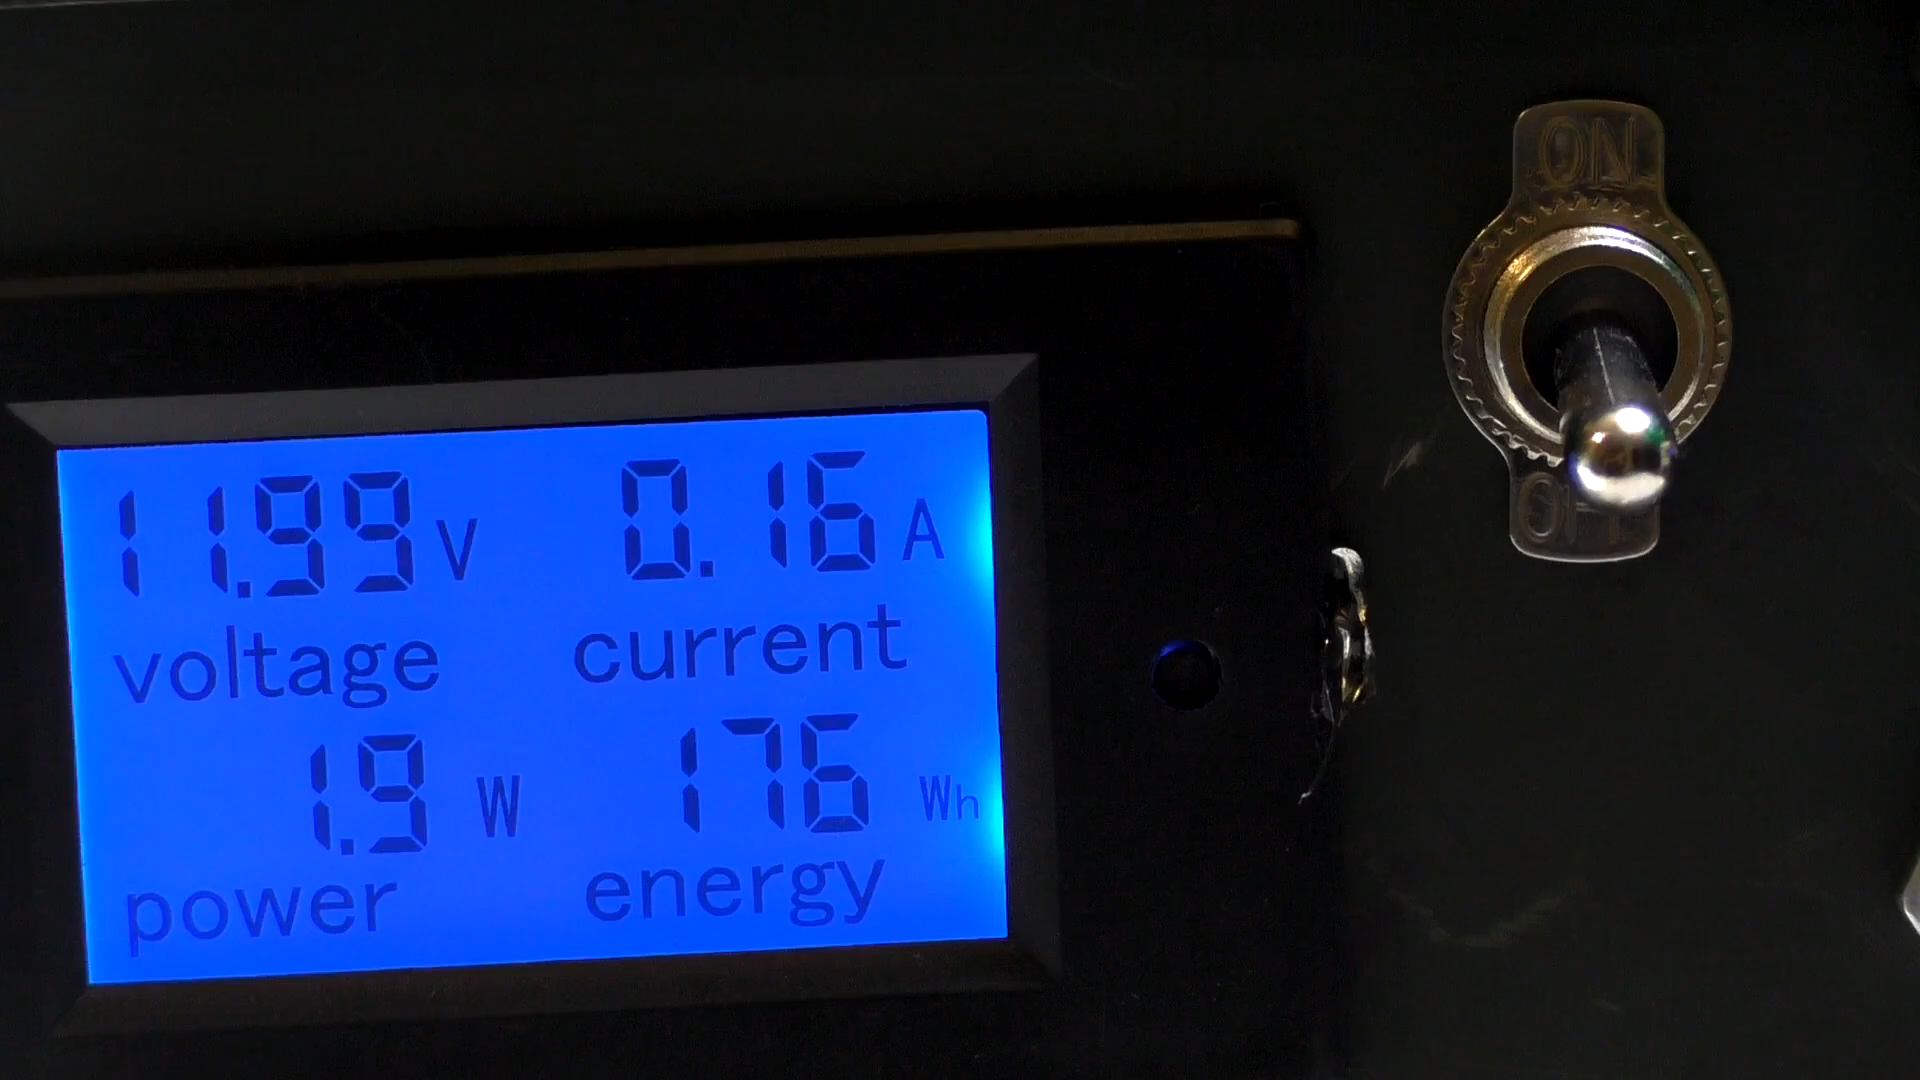 ON
11.99 V 0.16 A
voltage current
1.9 W 176 Wh
power energy
OFF